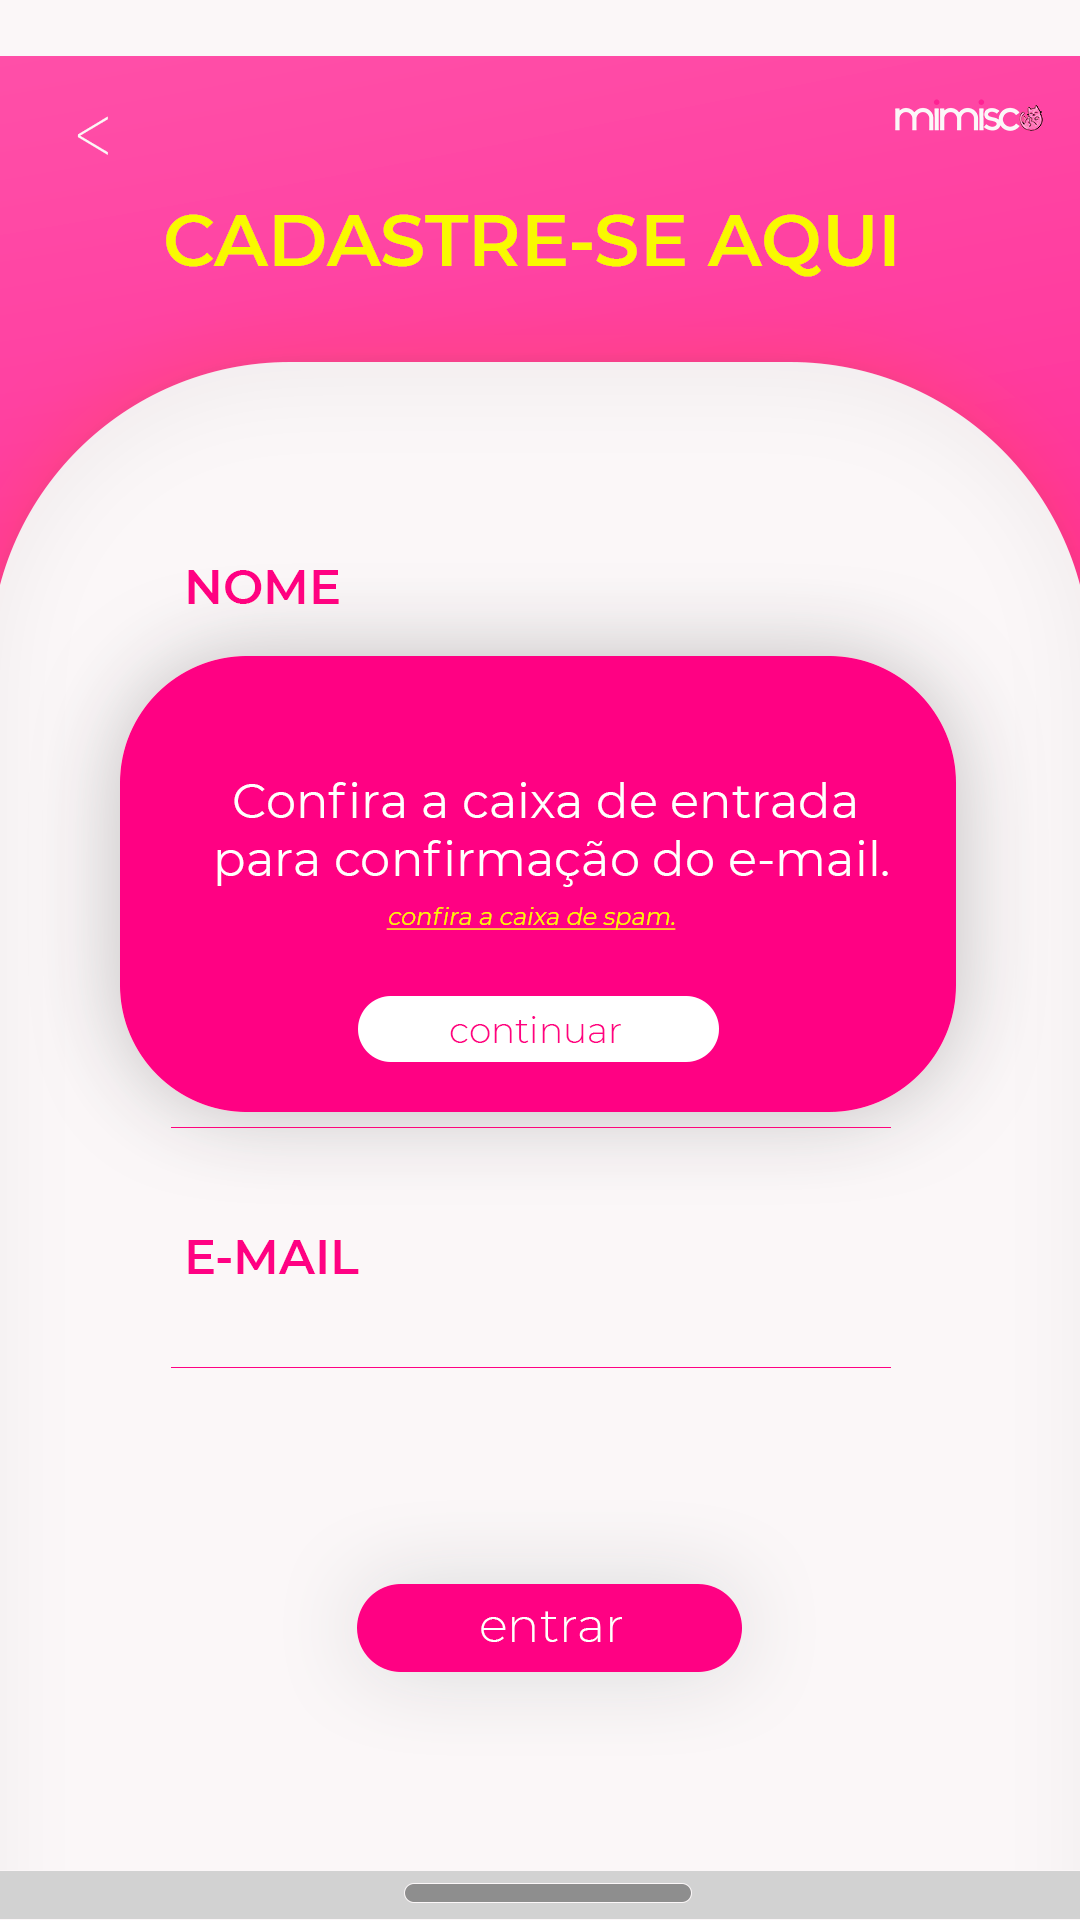 mimisco
CADASTRE-SE AQUI
NOME
Confira a caixa de entrada
para confirmação do e-mail.
confira a caixa de spam.
continuar
E-MAIL
entrar